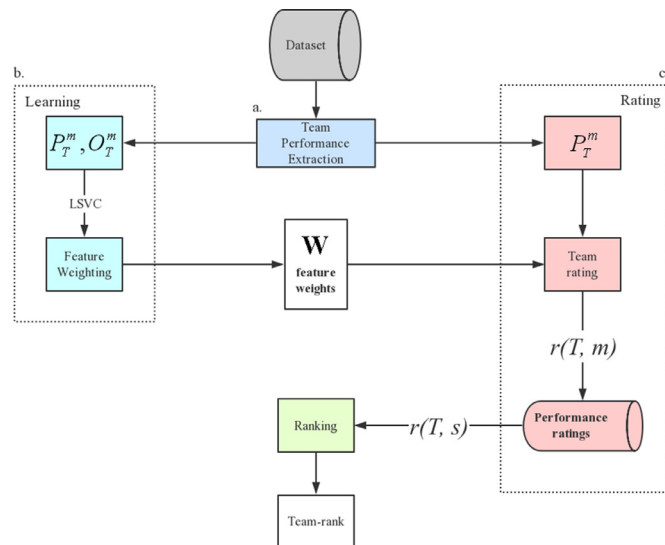 Dataset
b.
c
Learning
a.
Rating
P_T^m, O_T^m
Team
Performance
Extraction
P_T^m
LSVC
Feature
Weighting
W
feature
weights
Team
rating
r(T, m)
Ranking
r(T, s)
Performance
ratings
Team-rank